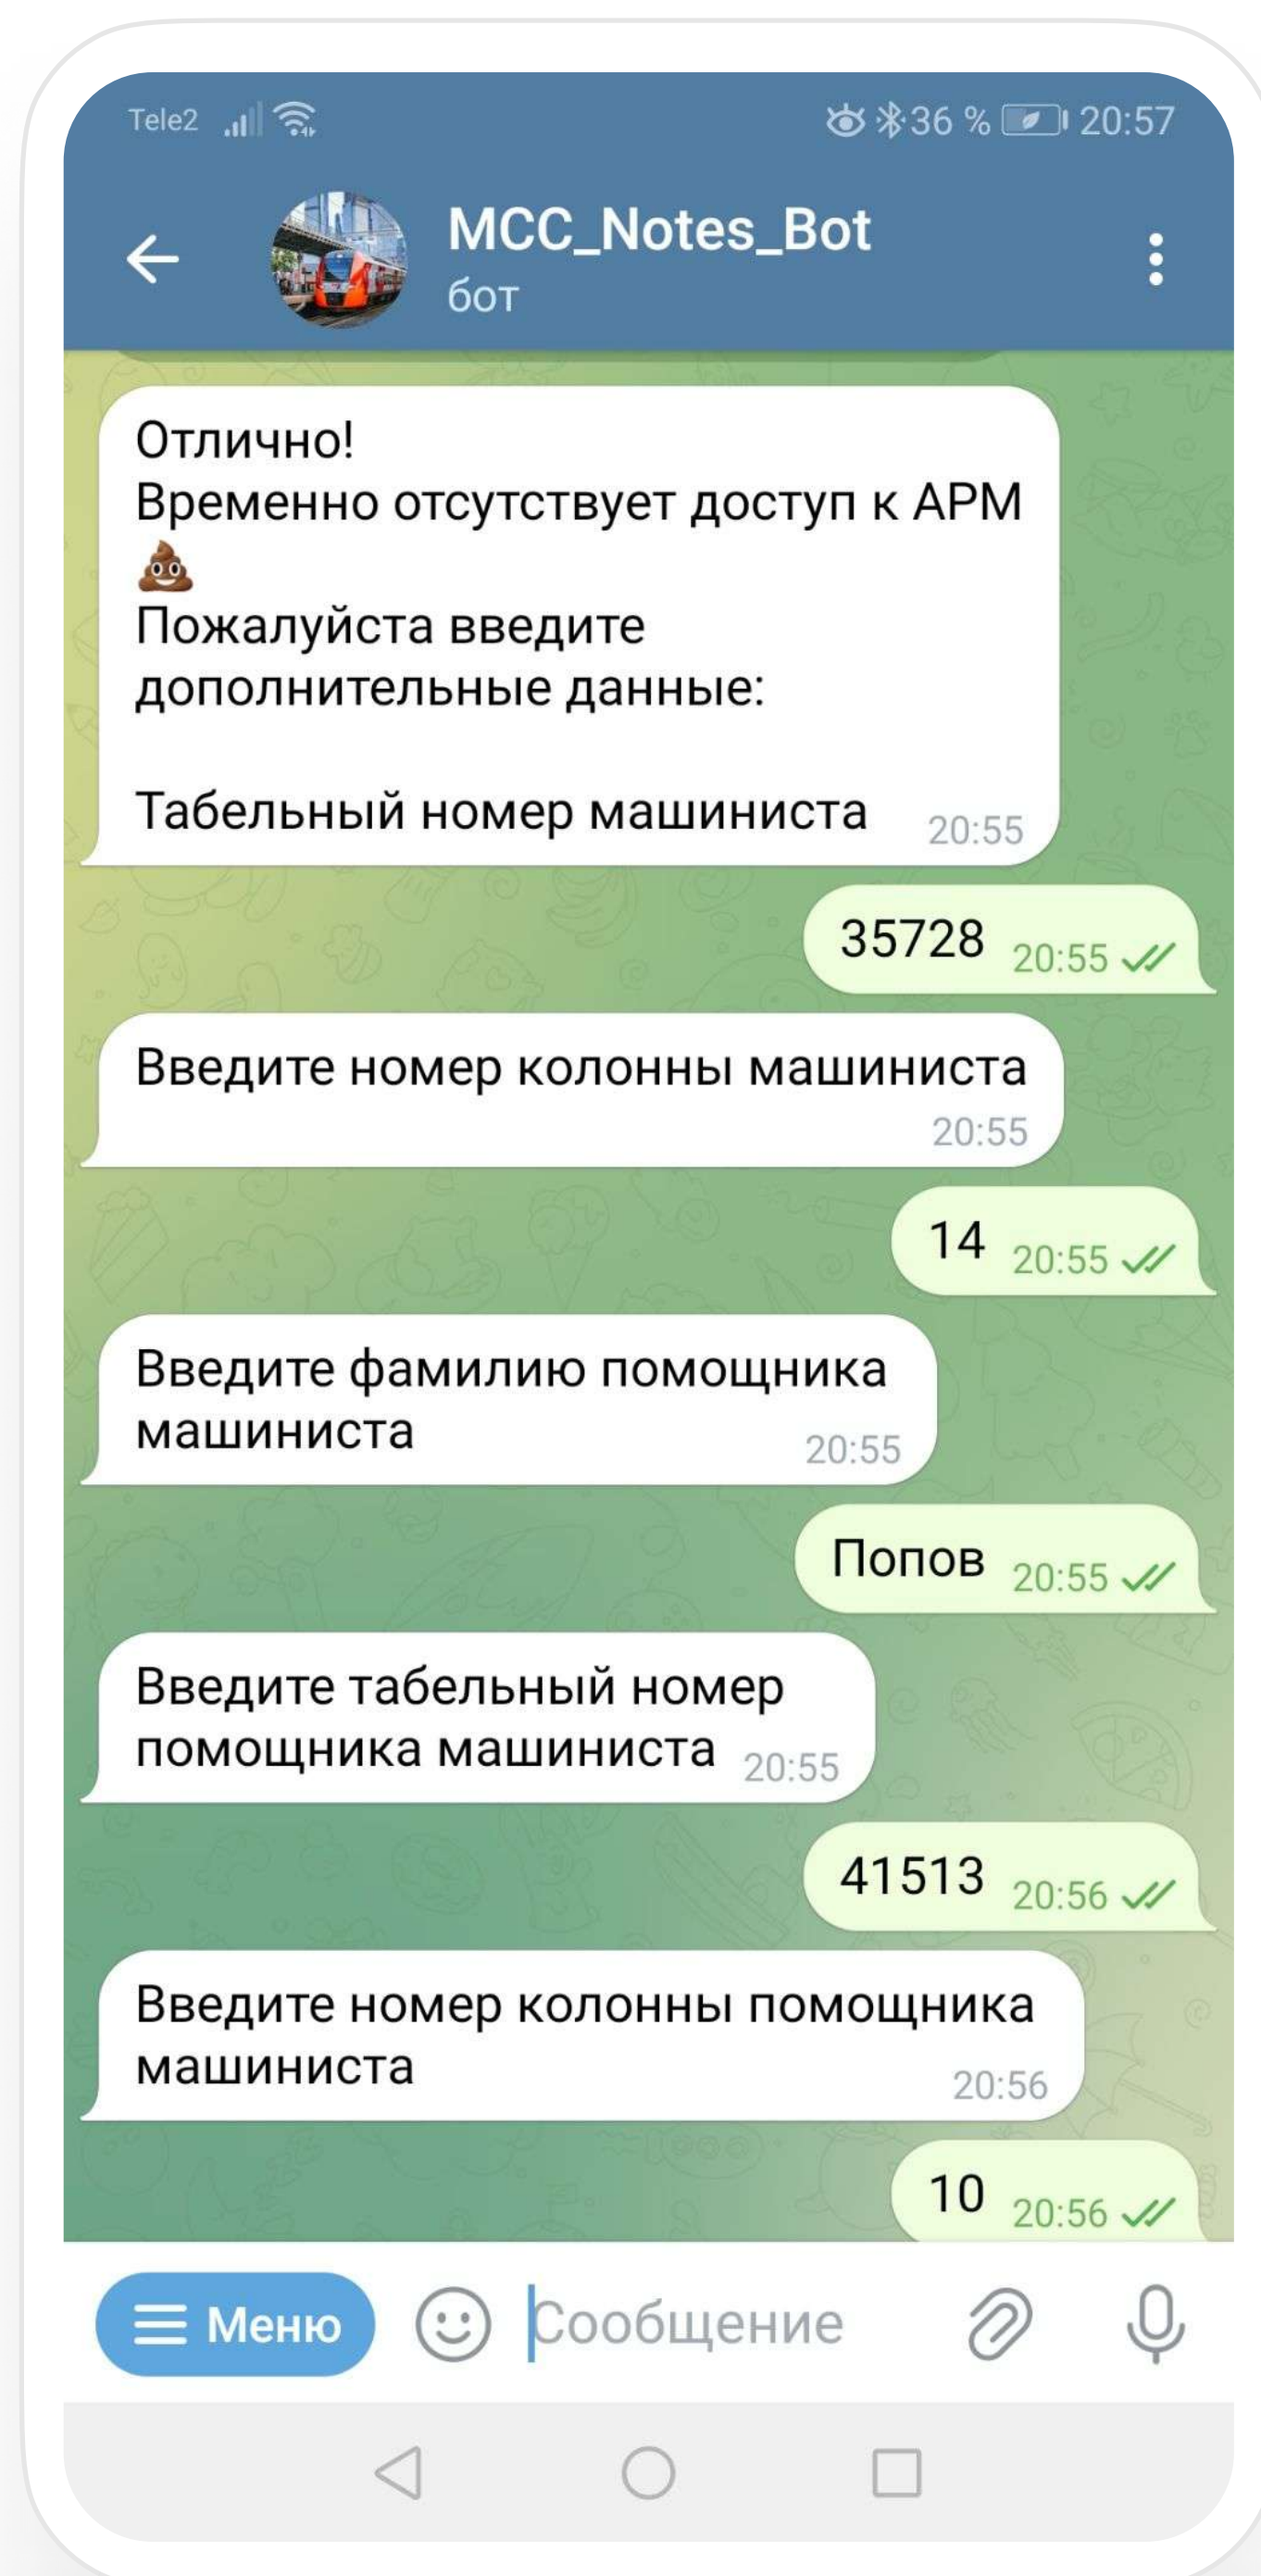 Tele2 36 % 20:57
MCC_Notes_Bot
бот
Отлично!
Временно отсутствует доступ к АРМ
💩
Пожалуйста введите
дополнительные данные:
Табельный номер машиниста 20:55
35728 20:55
Введите номер колонны машиниста
20:55
14 20:55
Введите фамилию помощника
машиниста 20:55
Попов 20:55
Введите табельный номер
помощника машиниста 20:55
41513 20:56
Введите номер колонны помощника
машиниста 20:56
10 20:56
Меню Сообщение